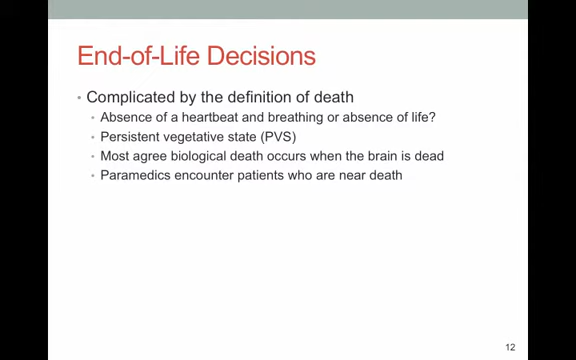 End-of-Life Decisions
• Complicated by the definition of death
• Absence of a heartbeat and breathing or absence of life?
• Persistent vegetative state (PVS)
• Most agree biological death occurs when the brain is dead
• Paramedics encounter patients who are near death
12